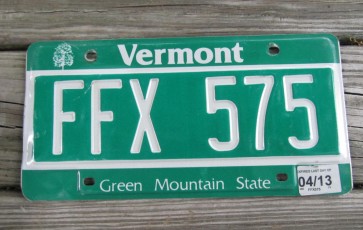 Vermont
FFX 575
Green Mountain State
04/13